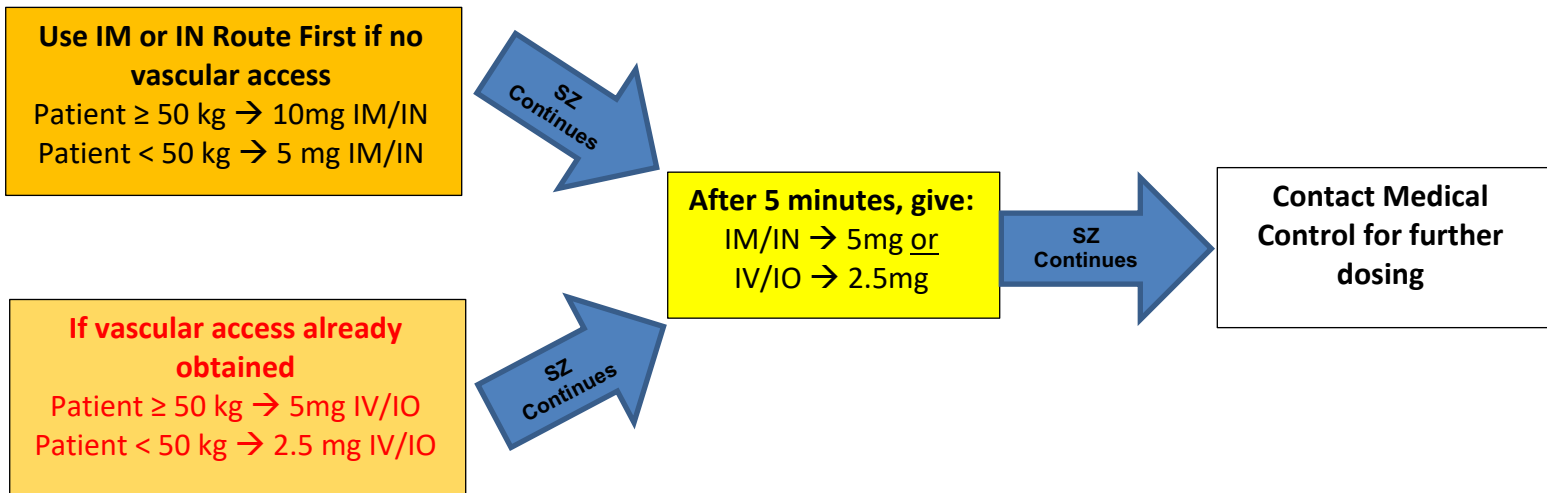 Use IM or IN Route First if no
vascular access
Patient ≥ 50 kg → 10mg IM/IN
Patient < 50 kg → 5 mg IM/IN
SZ
Continues
If vascular access already
obtained
Patient ≥ 50 kg → 5mg IV/IO
Patient < 50 kg → 2.5 mg IV/IO
SZ
Continues
After 5 minutes, give:
IM/IN → 5mg or
IV/IO → 2.5mg
SZ
Continues
Contact Medical
Control for further
dosing